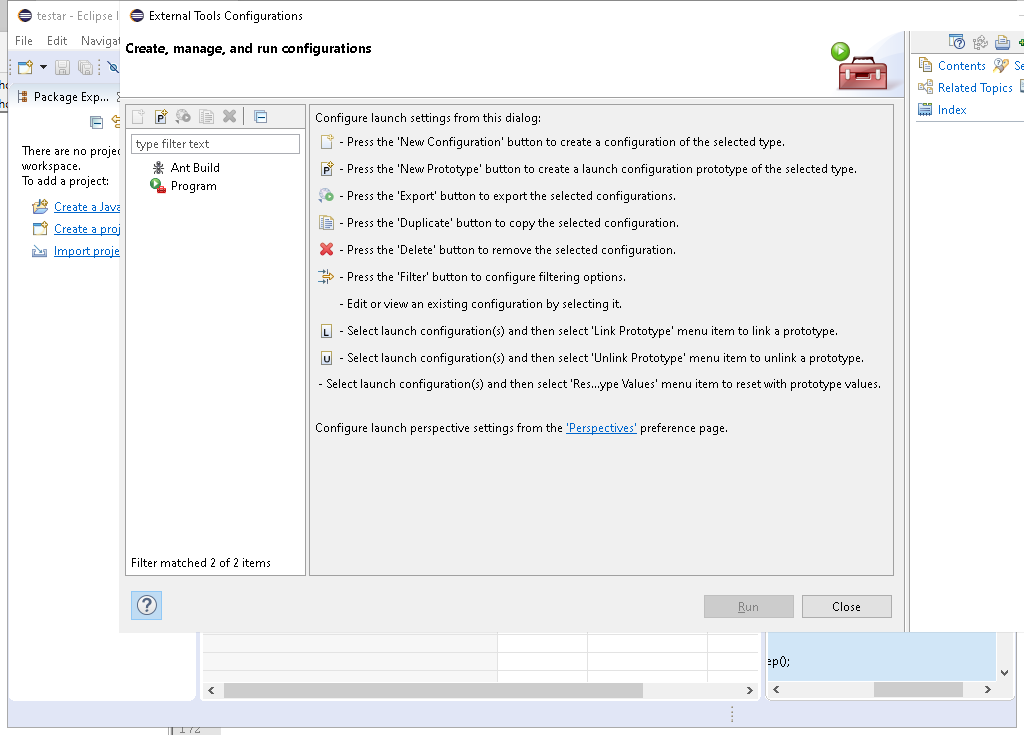 testar - Eclipse
External Tools Configurations
File Edit
Create, manage, and run configurations
Package Exp...
Contents
Related Topics
Index
type filter text
Ant Build
Program
Filter matched 2 of 2 items
There are no
workspace.
To add a project:
Create a Java
Create a
Import
Configure launch settings from this dialog:
- Press the 'New Configuration' button to create a configuration of the selected type.
- Press the 'New Prototype' button to create a launch configuration prototype of the selected type.
- Press the 'Export' button to export the selected configurations.
- Press the 'Duplicate' button to copy the selected configuration.
- Press the 'Delete' button to remove the selected configuration.
- Press the 'Filter' button to configure filtering options.
- Edit or view an existing configuration by selecting it.
L - Select launch configuration(s) and then select 'Link Prototype' menu item to link a prototype.
U - Select launch configuration(s) and then select 'Unlink Prototype' menu item to unlink a prototype.
- Select launch configuration(s) and then select 'Res...ype Values' menu item to reset with prototype values.
Configure launch perspective settings from the 'Perspectives' preference page.
Run
Close
ep();